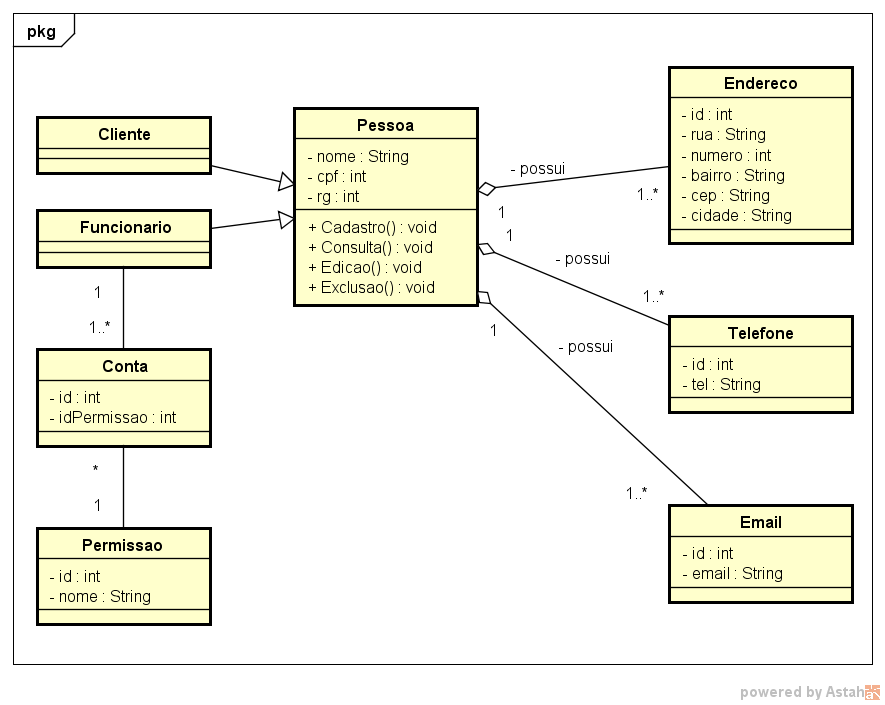 pkg
Cliente
Funcionario
1
1..*
Conta
- id : int
- idPermissao : int
*
1
Permissao
- id : int
- nome : String
Pessoa
- nome : String
- cpf : int
- rg : int
+ Cadastro() : void
+ Consulta() : void
+ Edicao() : void
+ Exclusao() : void
- possui
1
1..*
1
- possui
1..*
1
- possui
1..*
Endereco
- id : int
- rua : String
- numero : int
- bairro : String
- cep : String
- cidade : String
Telefone
- id : int
- tel : String
Email
- id : int
- email : String
powered by Astah